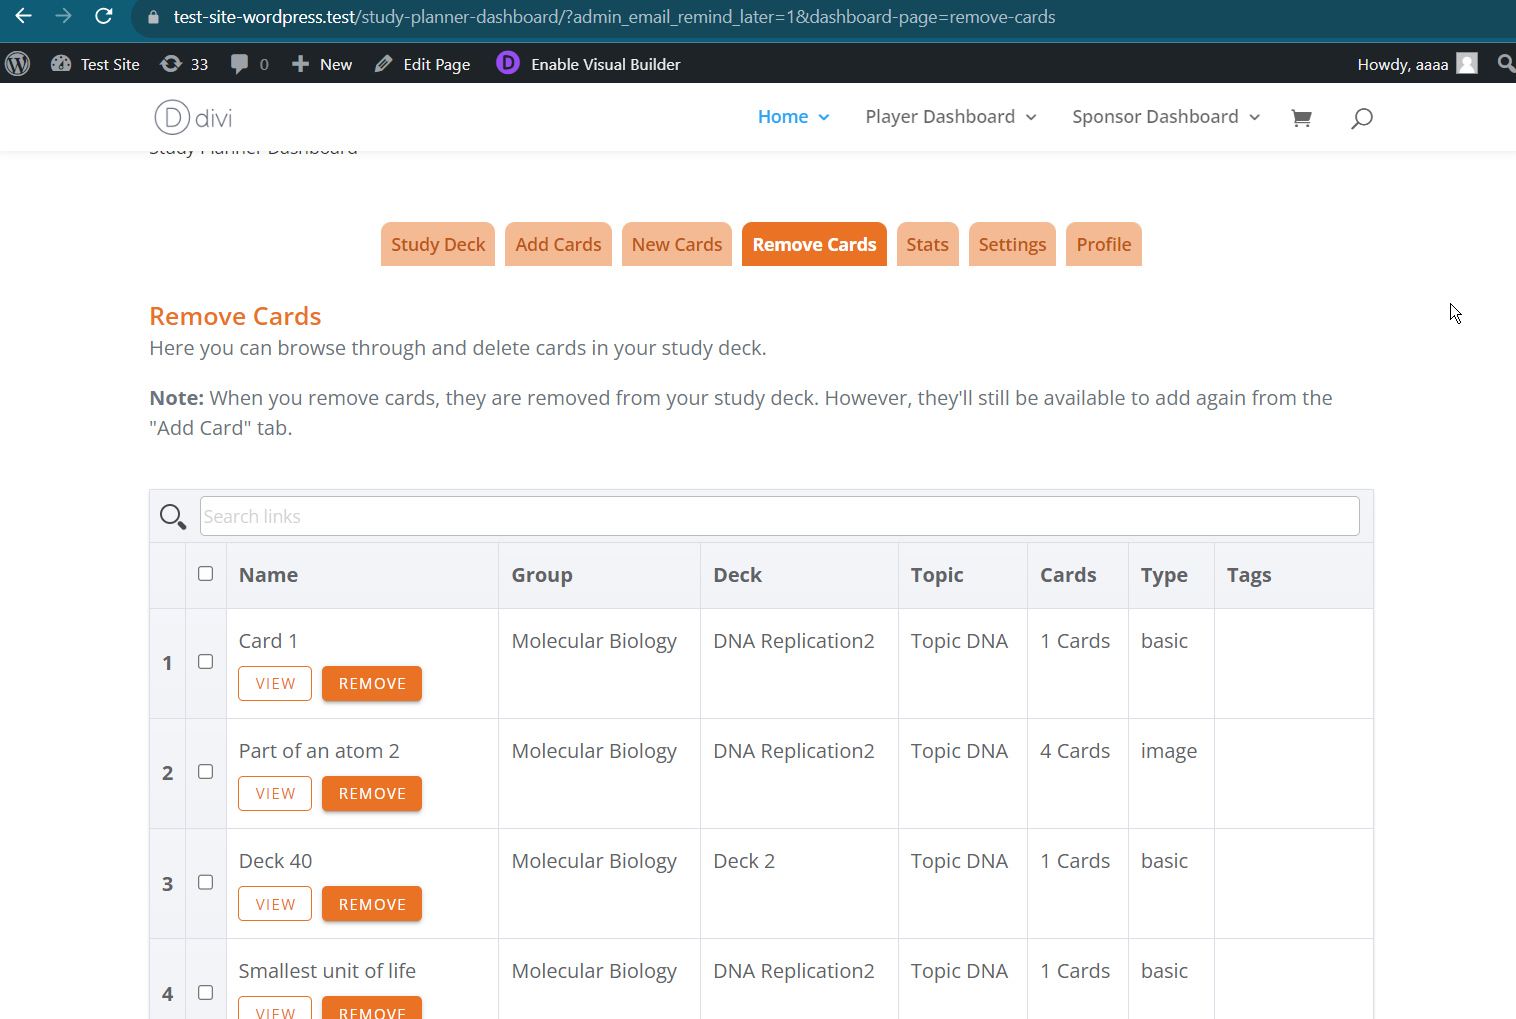 test-site-wordpress.test/study-planner-dashboard/?admin_email_remind_later=1&dashboard-page=remove-cards
Test Site 33 0 New Edit Page D Enable Visual Builder Howdy, aaaa
D divi Home Player Dashboard Sponsor Dashboard
Study Planner Dashboard
Study Deck Add Cards New Cards Remove Cards Stats Settings Profile
Remove Cards
Here you can browse through and delete cards in your study deck.
Note: When you remove cards, they are removed from your study deck. However, they'll still be available to add again from the
"Add Card" tab.
Search links
Name Group Deck Topic Cards Type Tags
1 Card 1 Molecular Biology DNA Replication2 Topic DNA 1 Cards basic
VIEW REMOVE
2 Part of an atom 2 Molecular Biology DNA Replication2 Topic DNA 4 Cards image
VIEW REMOVE
3 Deck 40 Molecular Biology Deck 2 Topic DNA 1 Cards basic
VIEW REMOVE
4 Smallest unit of life Molecular Biology DNA Replication2 Topic DNA 1 Cards basic
VIEW REMOVE